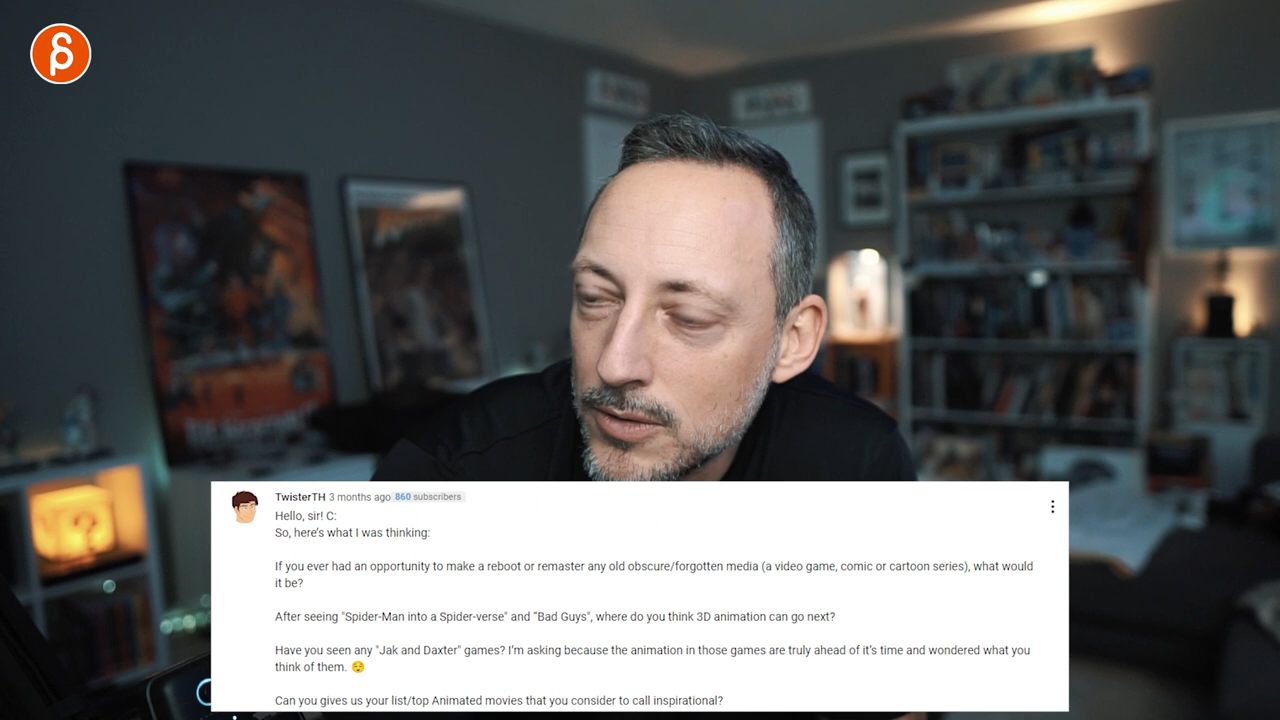 TwisterTH 3 months ago 860 subscribers
Hello, sir! C:
So, here’s what I was thinking:
If you ever had an opportunity to make a reboot or remaster any old obscure/forgotten media (a video game, comic or cartoon series), what would
it be?
After seeing "Spider-Man into a Spider-verse" and “Bad Guys", where do you think 3D animation can go next?
Have you seen any "Jak and Daxter" games? I’m asking because the animation in those games are truly ahead of it’s time and wondered what you
think of them. 😌
Can you gives us your list/top Animated movies that you consider to call inspirational?